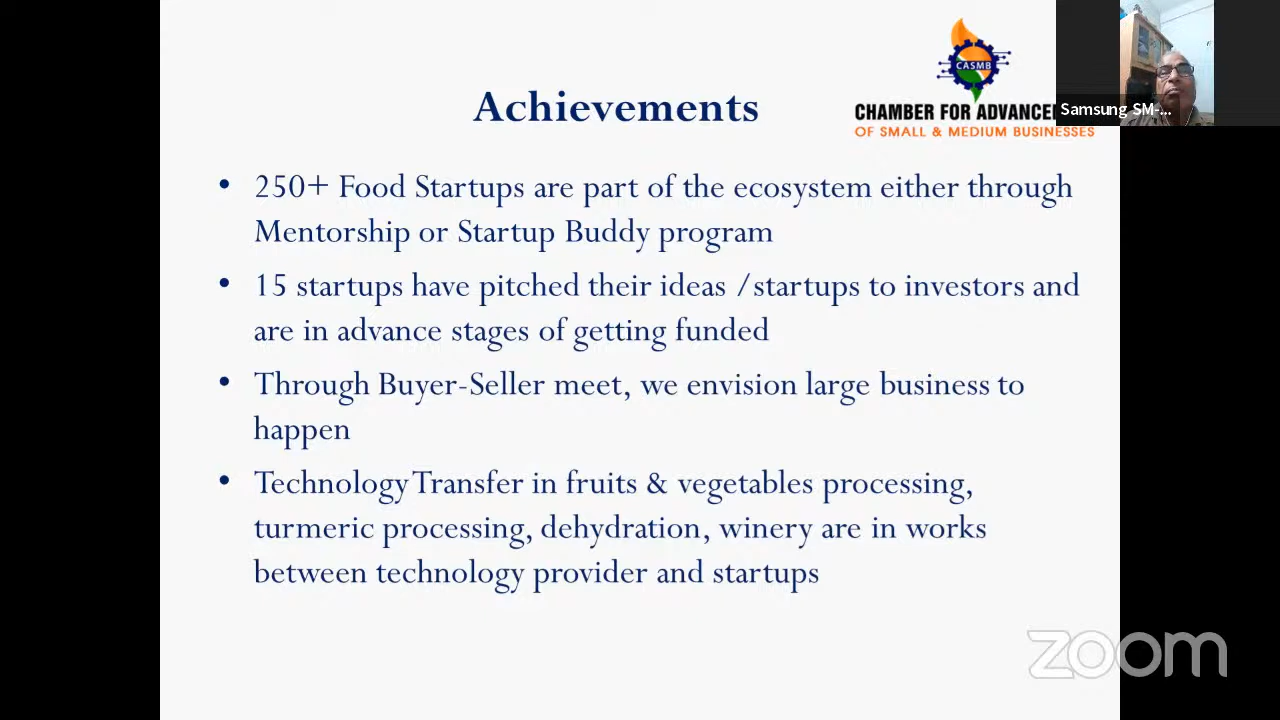 Achievements
CASMB
CHAMBER FOR ADVANCE
OF SMALL & MEDIUM BUSINESSES
Samsung SM-...
• 250+ Food Startups are part of the ecosystem either through
Mentorship or Startup Buddy program
• 15 startups have pitched their ideas /startups to investors and
are in advance stages of getting funded
• Through Buyer-Seller meet, we envision large business to
happen
• Technology Transfer in fruits & vegetables processing,
turmeric processing, dehydration, winery are in works
between technology provider and startups
zoom